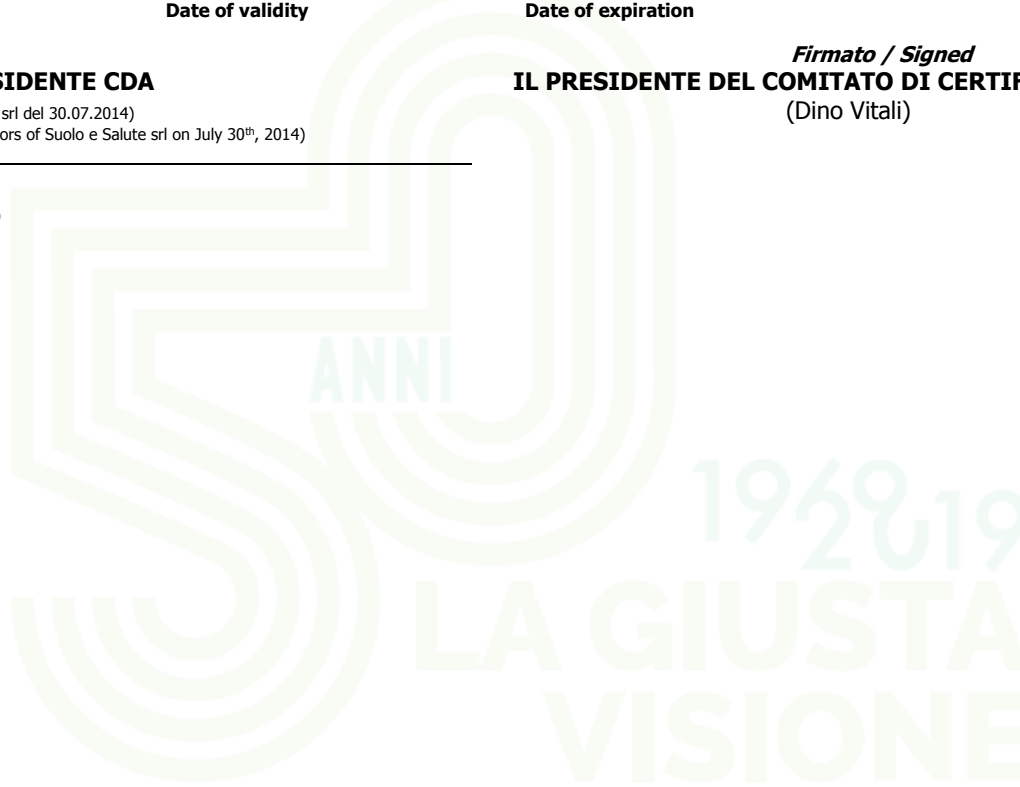 Date of validity Date of expiration
Firmato / Signed
SIDENTE CDA IL PRESIDENTE DEL COMITATO DI CERTIF
srl del 30.07.2014) (Dino Vitali)
ors of Suolo e Salute srl on July 30th, 2014)
ANNI
1969
2019
LA GIUSTA
VISIONE